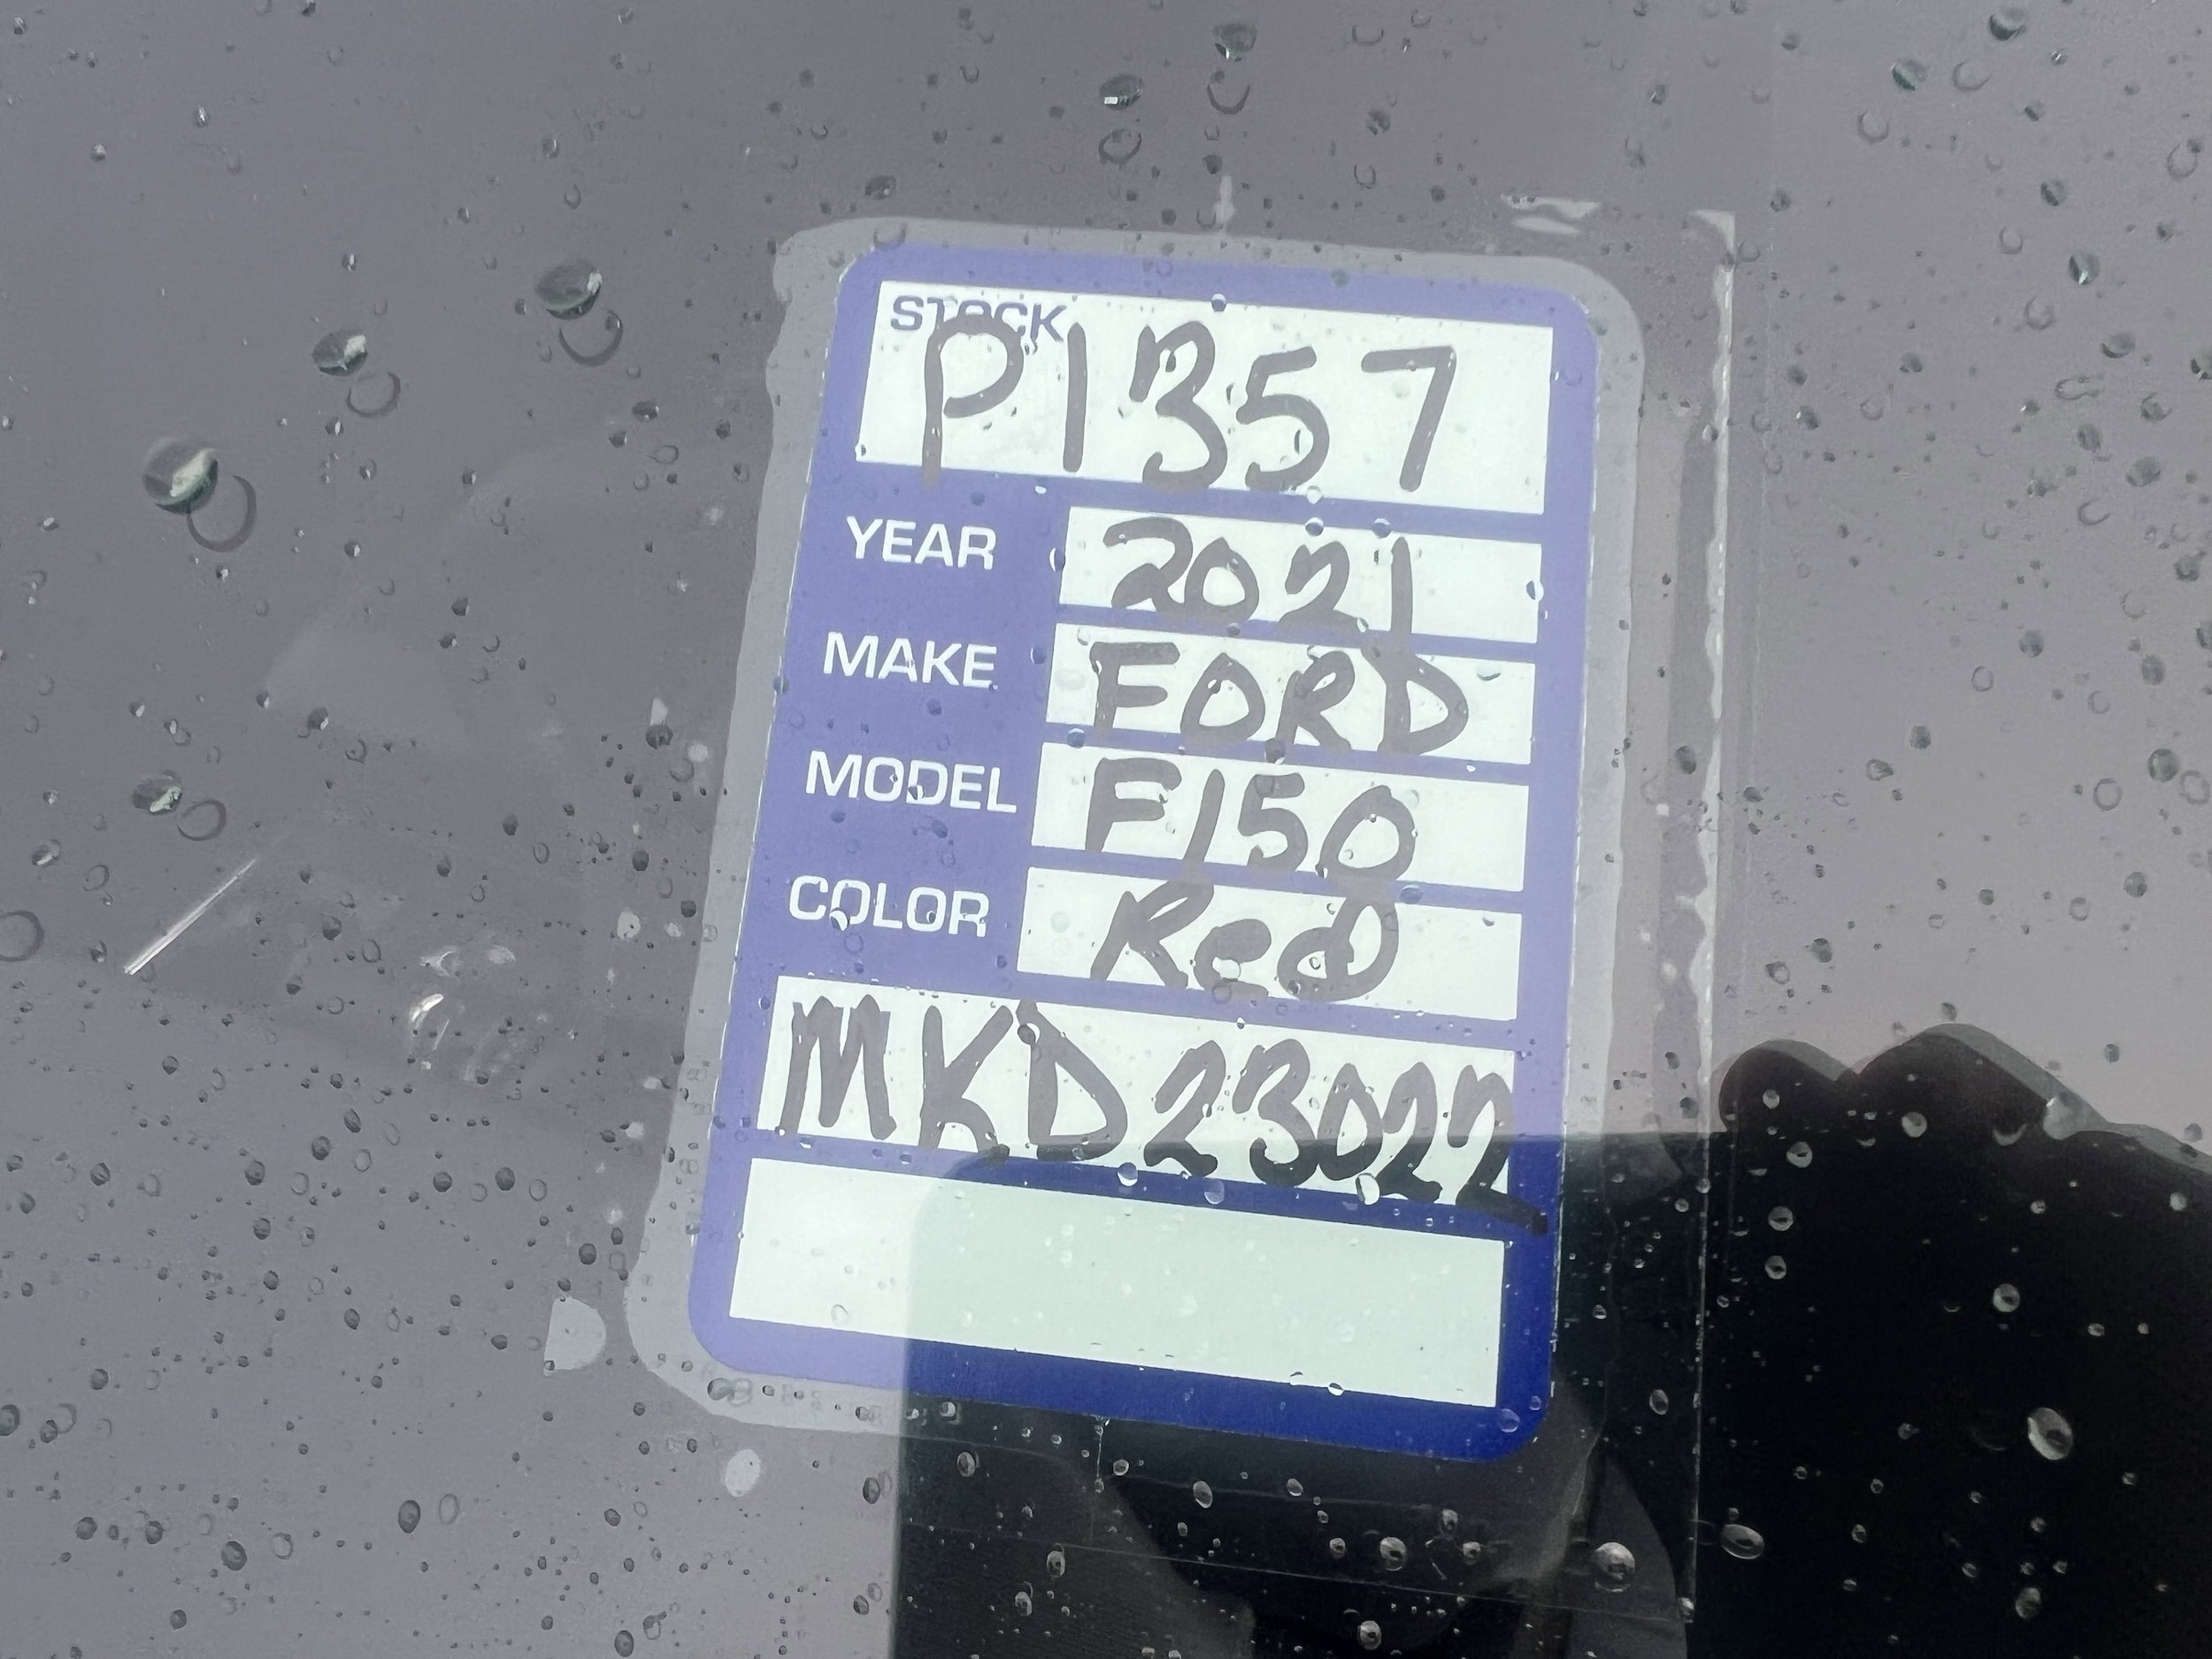 STOCK
P1357
YEAR 2021
MAKE FORD
MODEL F150
COLOR Red
MKD23022